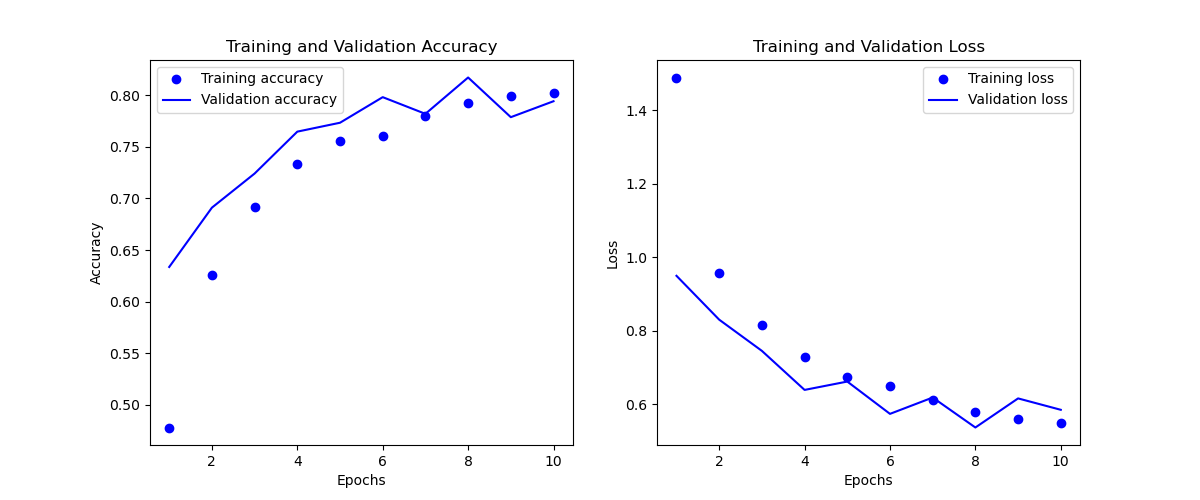 Training and Validation Accuracy
Training accuracy
Validation accuracy
0.80
0.75
0.70
0.65
0.60
0.55
0.50
Accuracy
2 4 6 8 10
Epochs
Training and Validation Loss
Training loss
Validation loss
1.4
1.2
1.0
0.8
0.6
Loss
2 4 6 8 10
Epochs